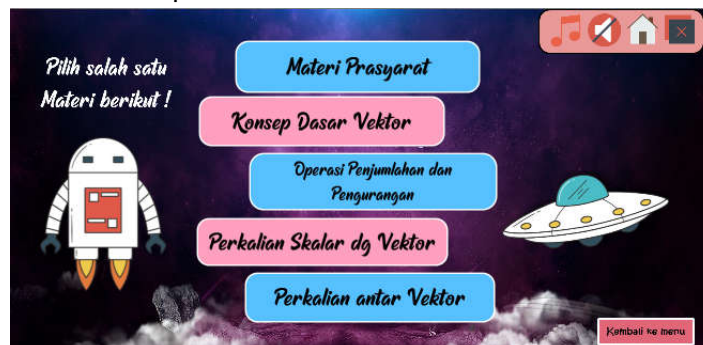 Pilih salah satu
Materi berikut !
Materi Prasyarat
Konsep Dasar Vektor
Operasi Penjumlahan dan
Pengurangan
Perkalian Skalar dg Vektor
Perkalian antar Vektor
Kembali ke menu